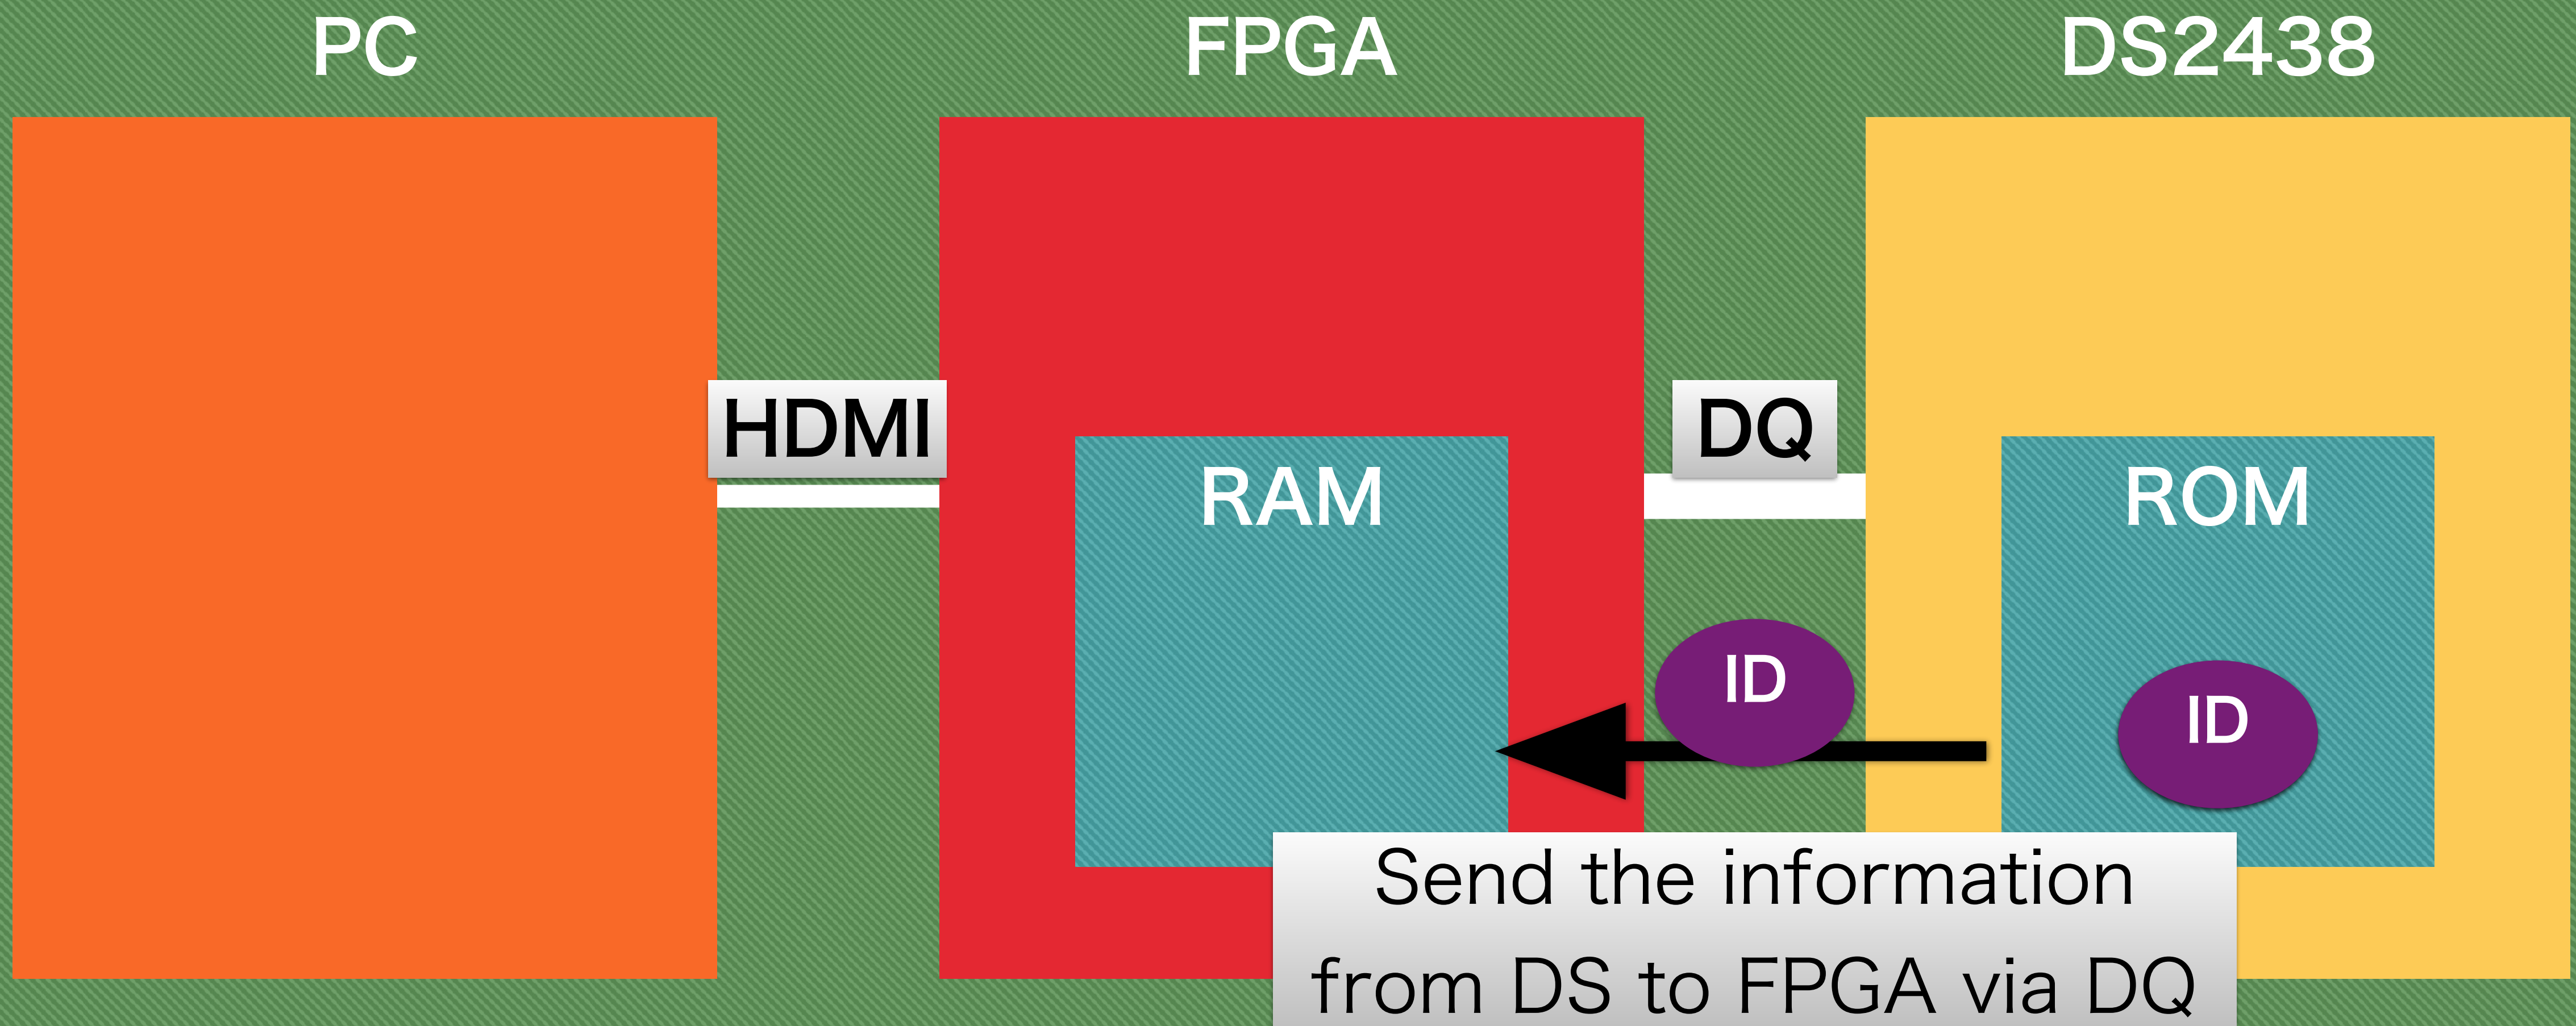 PC
FPGA
DS2438
HDMI
DQ
RAM
ROM
ID
ID
Send the information
from DS to FPGA via DQ